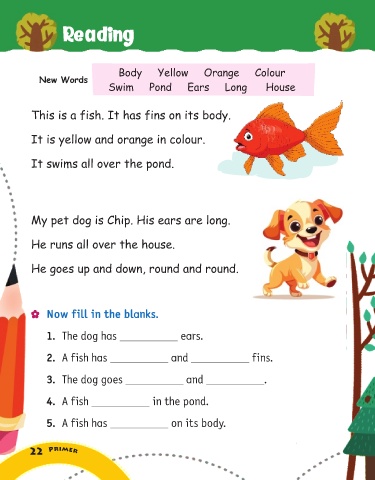 Reading
New Words
Body Yellow Orange Colour
Swim Pond Ears Long House
This is a fish. It has fins on its body.
It is yellow and orange in colour.
It swims all over the pond.
My pet dog is Chip. His ears are long.
He runs all over the house.
He goes up and down, round and round.
Now fill in the blanks.
1. The dog has __________ ears.
2. A fish has __________ and __________ fins.
3. The dog goes __________ and __________.
4. A fish __________ in the pond.
5. A fish has __________ on its body.
22 PRIMER